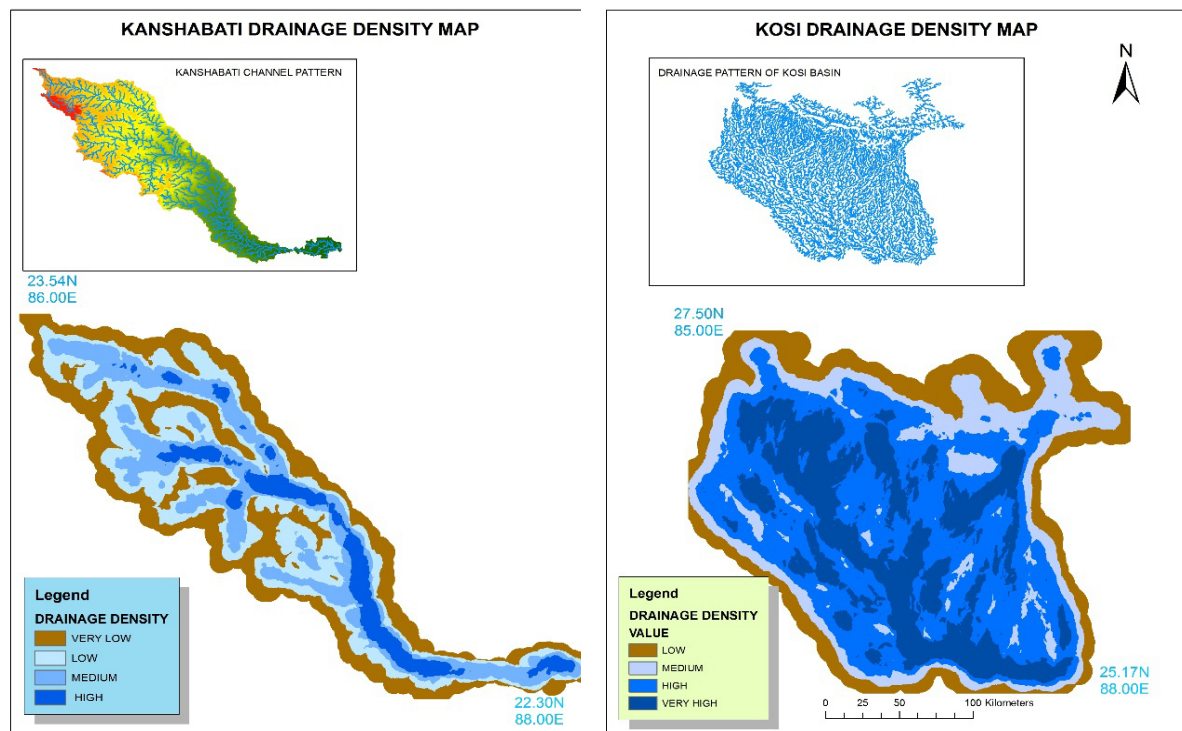 KANSHABATI DRAINAGE DENSITY MAP
KANSHABATI CHANNEL PATTERN
23.54N
86.00E
Legend
DRAINAGE DENSITY
VERY LOW
LOW
MEDIUM
HIGH
22.30N
88.00E
KOSI DRAINAGE DENSITY MAP
N
DRAINAGE PATTERN OF KOSI BASIN
27.50N
85.00E
Legend
DRAINAGE DENSITY
VALUE
LOW
MEDIUM
HIGH
VERY HIGH
25.17N
88.00E
0 25 50 100 Kilometers